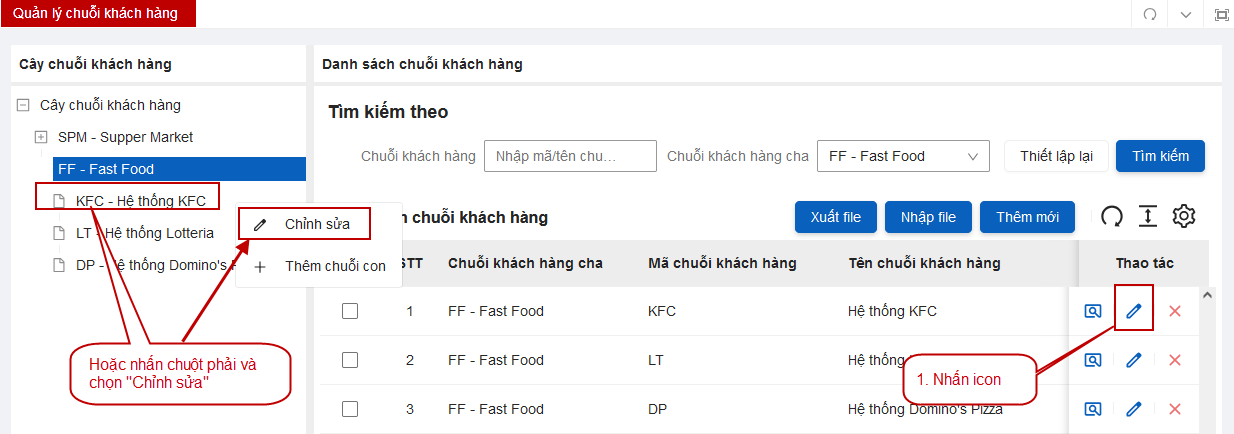 Quản lý chuỗi khách hàng
Cây chuỗi khách hàng
Cây chuỗi khách hàng
SPM - Supper Market
FF - Fast Food
KFC - Hệ thống KFC
LT - Hệ thống Lotteria
DP - Hệ thống Domino's
Chỉnh sửa
Thêm chuỗi con
Hoặc nhấn chuột phải và
chọn "Chỉnh sửa"
Danh sách chuỗi khách hàng
Tìm kiếm theo
Chuỗi khách hàng Nhập mã/tên chu... Chuỗi khách hàng cha FF - Fast Food Thiết lập lại Tìm kiếm
chuỗi khách hàng Xuất file Nhập file Thêm mới
STT Chuỗi khách hàng cha Mã chuỗi khách hàng Tên chuỗi khách hàng Thao tác
1 FF - Fast Food KFC Hệ thống KFC
2 FF - Fast Food LT Hệ thống
3 FF - Fast Food DP Hệ thống Domino's Pizza
1. Nhấn icon